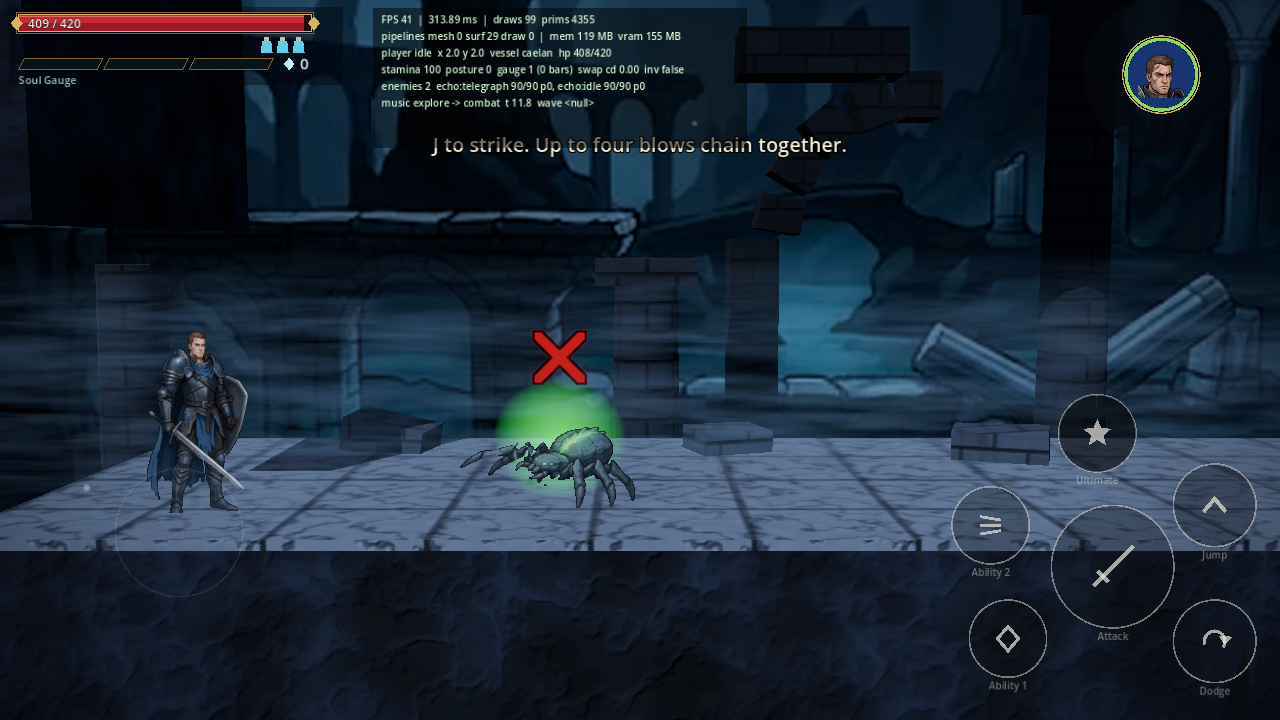 409 / 420
0
Soul Gauge
FPS 41 | 313.89 ms | draws 99 prims 4355
pipelines mesh 0 surf 29 draw 0 | mem 119 MB vram 155 MB
player idle x 2.0 y 2.0 vessel caelan hp 408/420
stamina 100 posture 0 gauge 1 (0 bars) swap cd 0.00 inv false
enemies 2 echo:telegraph 90/90 p0, echo:idle 90/90 p0
music explore -> combat t 11.8 wave <null>
J to strike. Up to four blows chain together.
Ultimate
Jump
Ability 2
Attack
Ability 1
Dodge